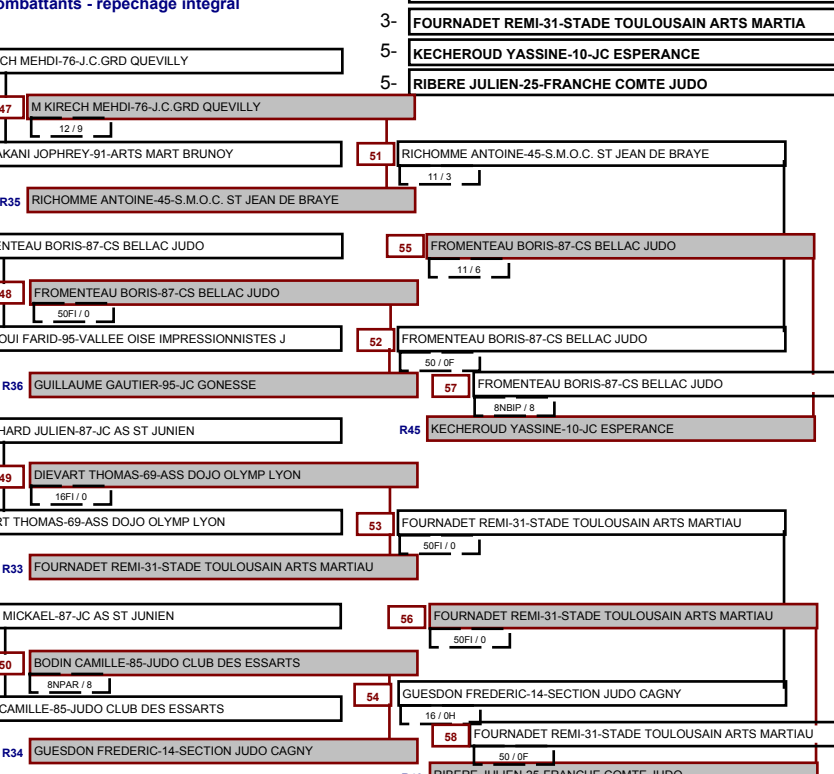 ombattants - repechage integral
3- FOURNADET REMI-31-STADE TOULOUSAIN ARTS MARTIA
5- KECHEROUD YASSINE-10-JC ESPERANCE
5- RIBERE JULIEN-25-FRANCHE COMTE JUDO
CH MEHDI-76-J.C.GRD QUEVILLY
47 M KIRECH MEHDI-76-J.C.GRD QUEVILLY
12 / 9
AKANI JOPHREY-91-ARTS MART BRUNOY
51 RICHOMME ANTOINE-45-S.M.O.C. ST JEAN DE BRAYE
11 / 3
R35 RICHOMME ANTOINE-45-S.M.O.C. ST JEAN DE BRAYE
ENTEAU BORIS-87-CS BELLAC JUDO
55 FROMENTEAU BORIS-87-CS BELLAC JUDO
11 / 6
48 FROMENTEAU BORIS-87-CS BELLAC JUDO
50FI / 0
OUI FARID-95-VALLEE OISE IMPRESSIONNISTES J
52 FROMENTEAU BORIS-87-CS BELLAC JUDO
50 / 0F
R36 GUILLAUME GAUTIER-95-JC GONESSE
57 FROMENTEAU BORIS-87-CS BELLAC JUDO
8NBIP / 8
HARD JULIEN-87-JC AS ST JUNIEN
R45 KECHEROUD YASSINE-10-JC ESPERANCE
49 DIEVART THOMAS-69-ASS DOJO OLYMP LYON
16FI / 0
RT THOMAS-69-ASS DOJO OLYMP LYON
53 FOURNADET REMI-31-STADE TOULOUSAIN ARTS MARTIAU
50FI / 0
R33 FOURNADET REMI-31-STADE TOULOUSAIN ARTS MARTIAU
MICKAEL-87-JC AS ST JUNIEN
56 FOURNADET REMI-31-STADE TOULOUSAIN ARTS MARTIAU
50FI / 0
50 BODIN CAMILLE-85-JUDO CLUB DES ESSARTS
8NPAR / 8
CAMILLE-85-JUDO CLUB DES ESSARTS
54 GUESDON FREDERIC-14-SECTION JUDO CAGNY
16 / 0H
58 FOURNADET REMI-31-STADE TOULOUSAIN ARTS MARTIAU
50 / 0F
R34 GUESDON FREDERIC-14-SECTION JUDO CAGNY
RIBERE JULIEN-25-FRANCHE COMTE JUDO